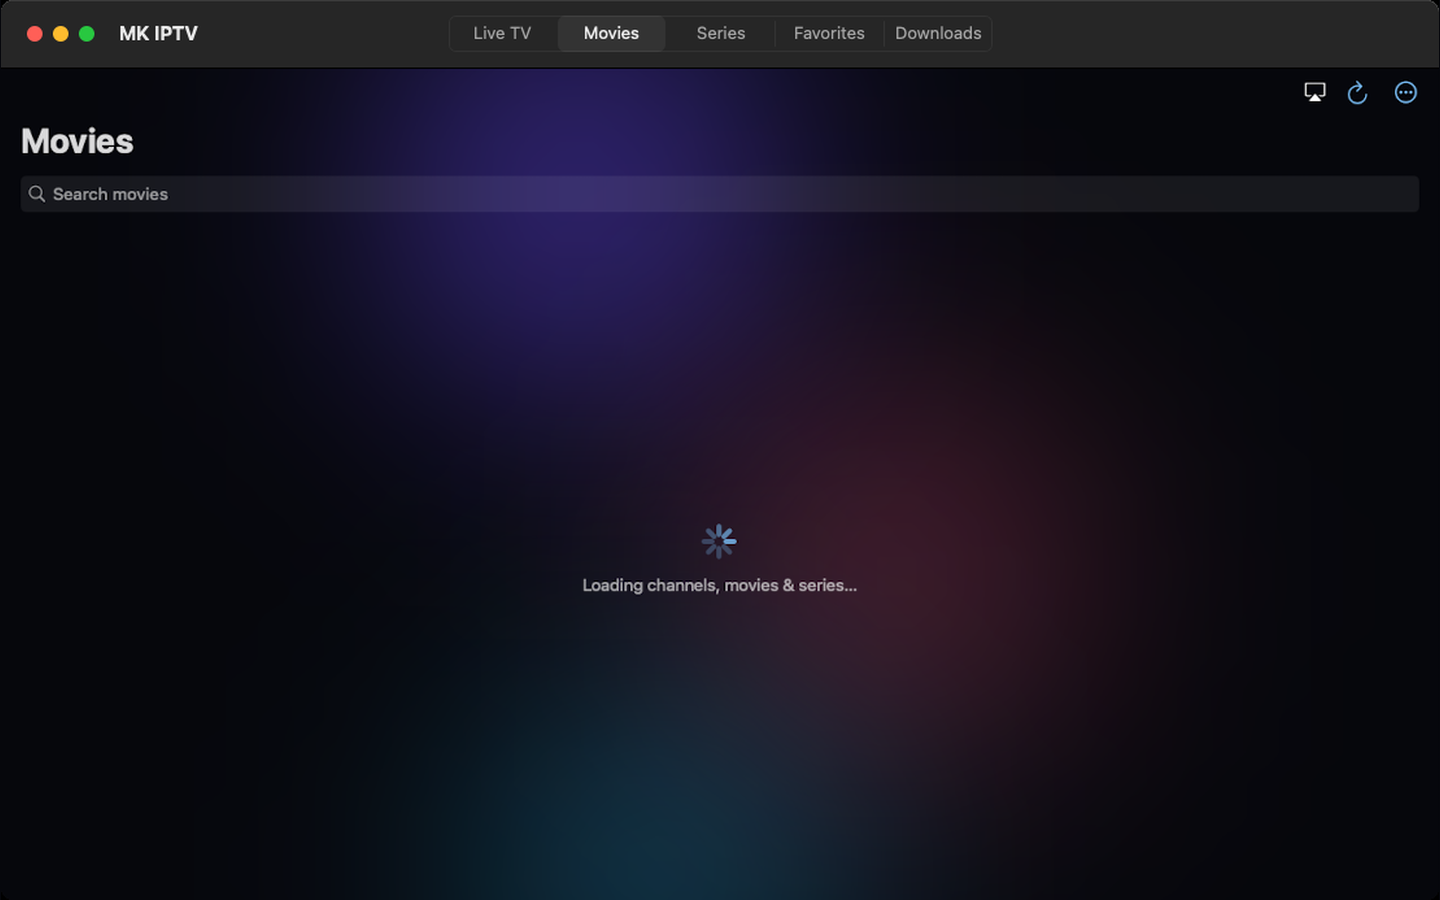 MK IPTV
Live TV
Movies
Series
Favorites
Downloads
Movies
Search movies
Loading channels, movies & series...